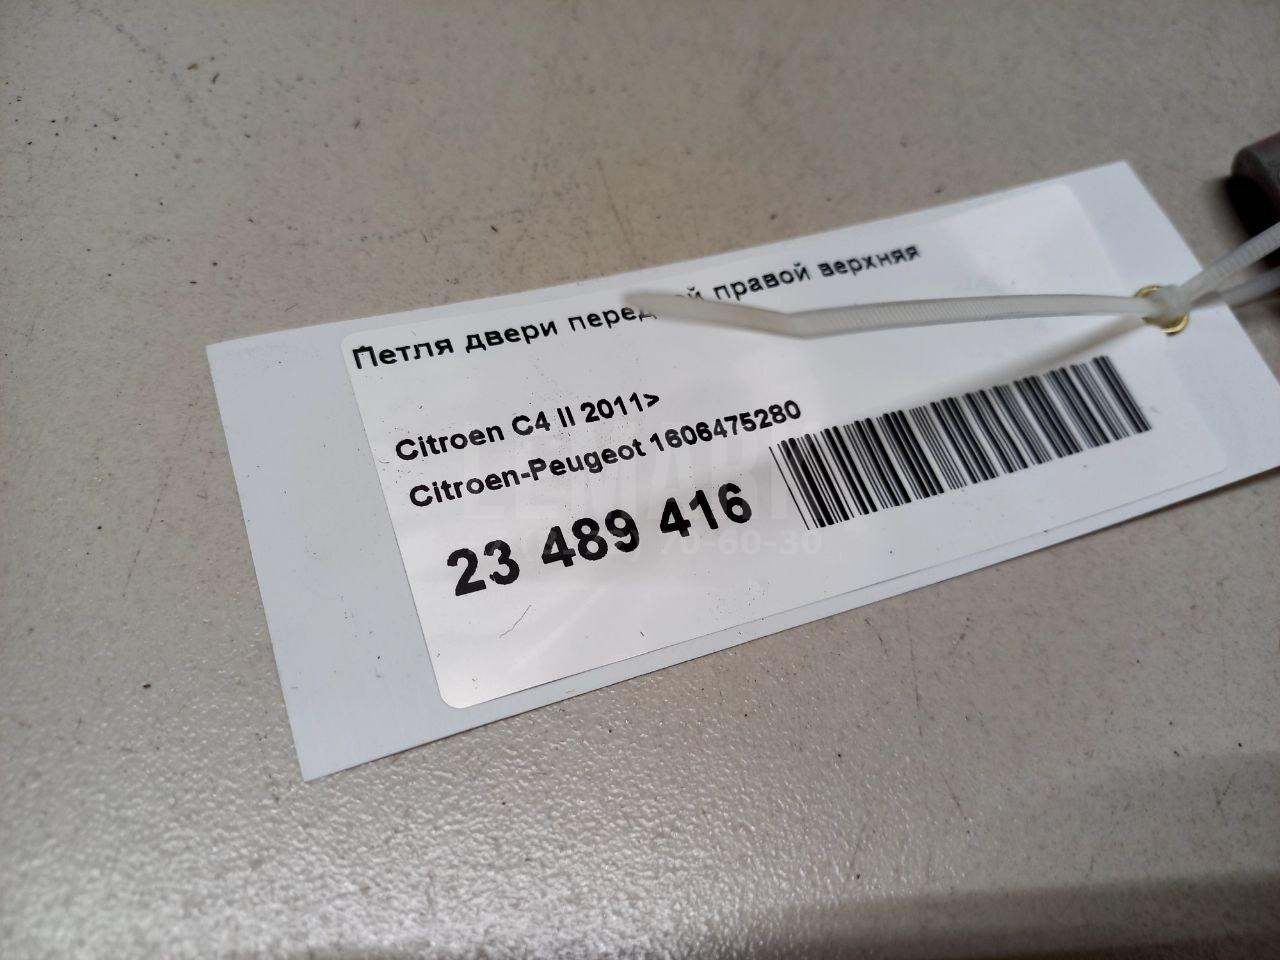 Петля двери правой верхняя
Citroen C4 II 2011>
Citroen-Peugeot 1606475280
23 489 416